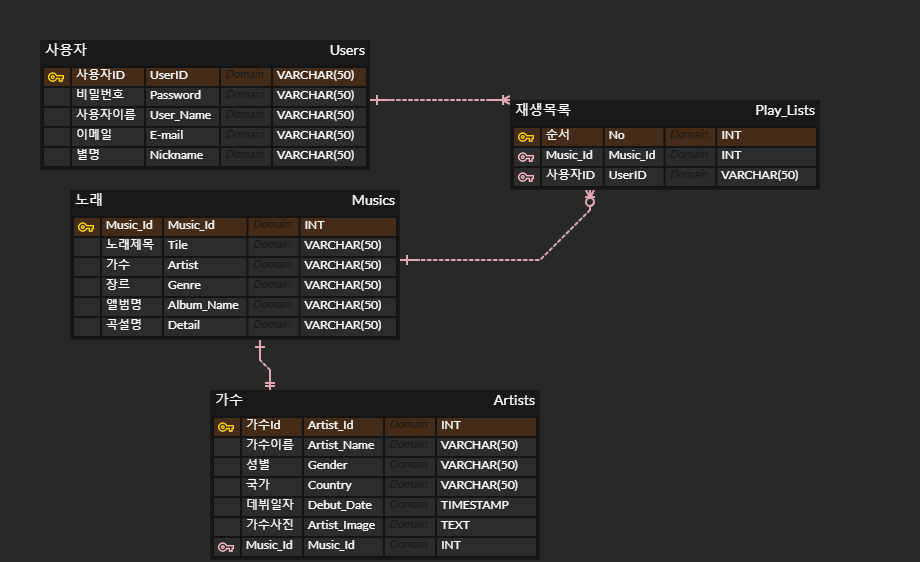 사용자 Users
사용자ID UserID Domain VARCHAR(50)
비밀번호 Password Domain VARCHAR(50)
사용자이름 User_Name Domain VARCHAR(50)
이메일 E-mail Domain VARCHAR(50)
별명 Nickname Domain VARCHAR(50)
재생목록 Play_Lists
순서 No Domain INT
Music_Id Music_Id Domain INT
사용자ID UserID Domain VARCHAR(50)
노래 Musics
Music_Id Music_Id Domain INT
노래제목 Tile Domain VARCHAR(50)
가수 Artist Domain VARCHAR(50)
장르 Genre Domain VARCHAR(50)
앨범명 Album_Name Domain VARCHAR(50)
곡설명 Detail Domain VARCHAR(50)
가수 Artists
가수Id Artist_Id Domain INT
가수이름 Artist_Name Domain VARCHAR(50)
성별 Gender Domain VARCHAR(50)
국가 Country Domain VARCHAR(50)
데뷔일자 Debut_Date Domain TIMESTAMP
가수사진 Artist_Image Domain TEXT
Music_Id Music_Id Domain INT